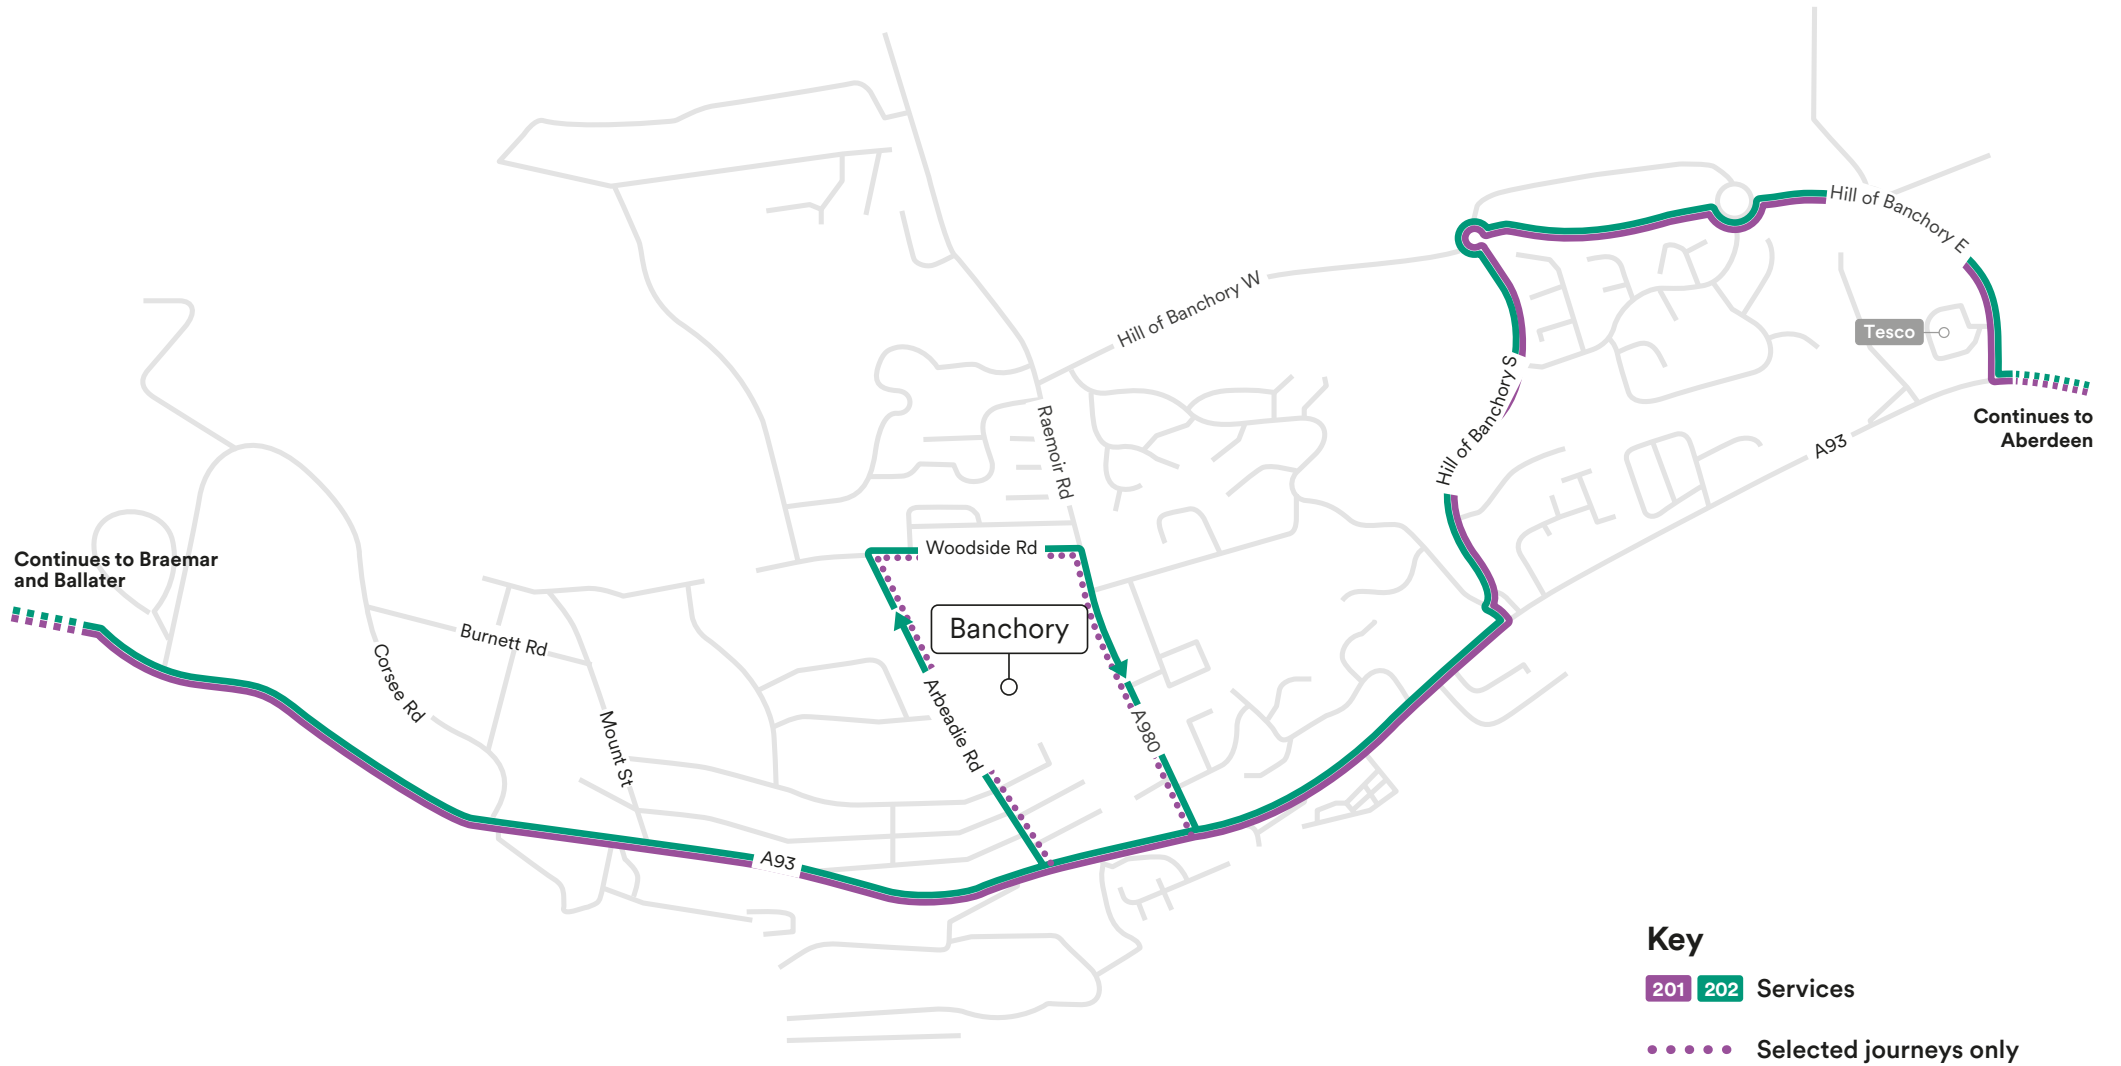 Hill of Banchory E
Hill of Banchory W
Tesco
Hill of Banchory S
Continues to
Aberdeen
Raemoir Rd
A93
Woodside Rd
Continues to Braemar
and Ballater
Banchory
Burnett Rd
Corsee Rd
Arbeadie Rd
Mount St
A980
A93
Key
201 202 Services
Selected journeys only